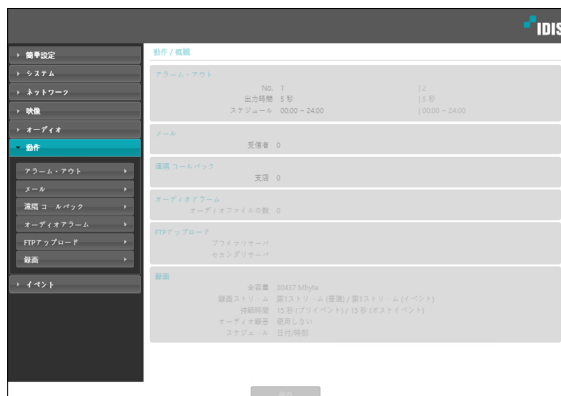 IDIS
簡単設定
システム
ネットワーク
映像
オーディオ
動作
アラーム・アウト
メール
遠隔 コールバック
オーディオアラーム
FTPアップロード
録画
イベント
動作 / 概観
アラーム・アウト
No. 1 | 2
出力時間 5 秒 | 5 秒
スケジュール 00:00 ~ 24:00 | 00:00 ~ 24:00
メール
受信者 0
遠隔 コールバック
支店 0
オーディオアラーム
オーディオファイルの数 0
FTPアップロード
プライマリサーバ
セカンダリサーバ
録画
全容量 30437 Mbyte
録画ストリーム 第1ストリーム (普通) / 第1ストリーム (イベント)
持続時間 15 秒 (プリイベント) / 15 秒 (ポストイベント)
オーディオ録音 使用しない
スケジュール 日付/時刻